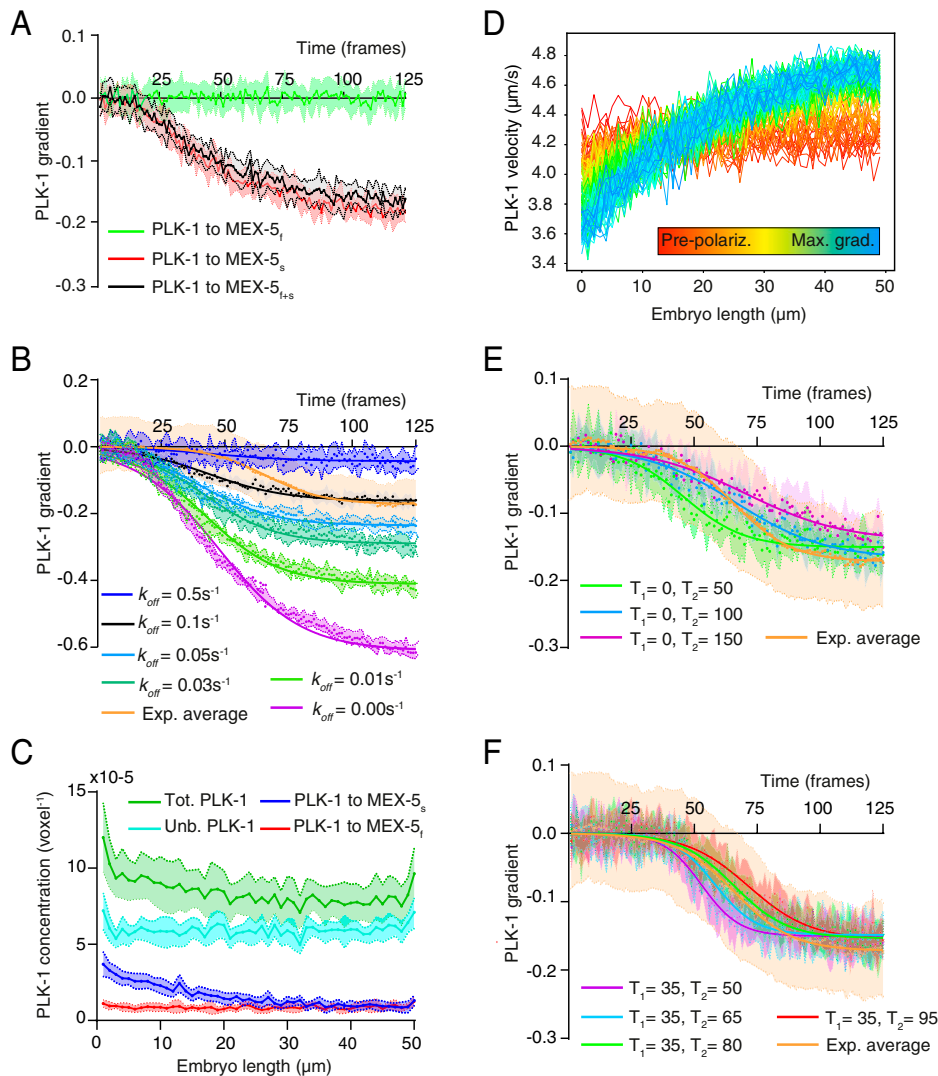 A
0.1
Time (frames)
25 50 75 100 125
0.0
-0.1
-0.2
-0.3
PLK-1 gradient
PLK-1 to MEX-5f
PLK-1 to MEX-5s
PLK-1 to MEX-5f+s
D
4.8
4.6
4.4
4.2
4.0
3.8
3.6
3.4
PLK-1 velocity (µm/s)
Pre-polariz. Max. grad.
0 10 20 30 40 50
Embryo length (µm)
B
0.2
Time (frames)
25 50 75 100 125
0.0
-0.2
-0.4
-0.6
PLK-1 gradient
koff = 0.5s-1
koff = 0.1s-1
koff = 0.05s-1
koff = 0.03s-1
Exp. average
koff = 0.01s-1
koff = 0.00s-1
E
0.1
Time (frames)
25 50 75 100 125
0.0
-0.1
-0.2
-0.3
PLK-1 gradient
T1= 0, T2= 50
T1= 0, T2= 100
T1= 0, T2= 150
Exp. average
C
x10-5
15
10
5
0
PLK-1 concentration (voxel-1)
Tot. PLK-1
Unb. PLK-1
PLK-1 to MEX-5s
PLK-1 to MEX-5f
0 10 20 30 40 50
Embryo length (µm)
F
0.1
Time (frames)
25 50 75 100 125
0.0
-0.1
-0.2
-0.3
PLK-1 gradient
T1= 35, T2= 50
T1= 35, T2= 65
T1= 35, T2= 80
T1= 35, T2= 95
Exp. average